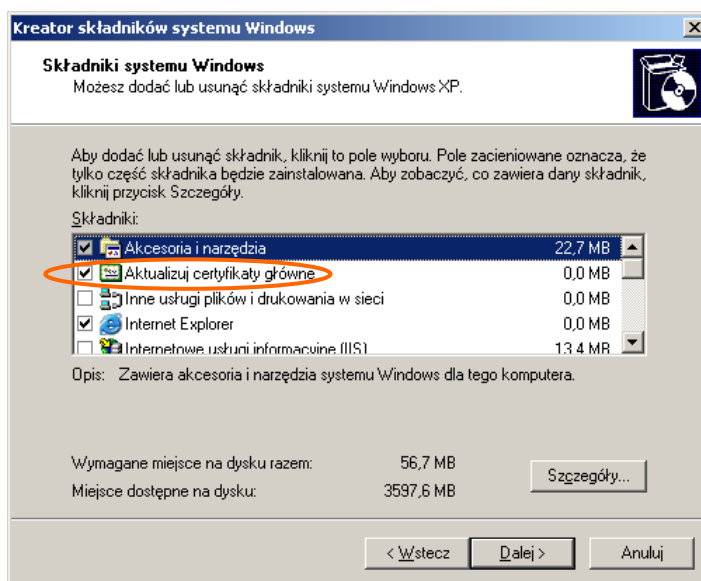 Kreator składników systemu Windows
Składniki systemu Windows
Możesz dodać lub usunąć składniki systemu Windows XP.
Aby dodać lub usunąć składnik, kliknij to pole wyboru. Pole zacieniowane oznacza, że
tylko część składnika będzie zainstalowana. Aby zobaczyć, co zawiera dany składnik,
kliknij przycisk Szczegóły.
Składniki:
Akcesoria i narzędzia 22,7 MB
Aktualizuj certyfikaty główne 0,0 MB
Inne usługi plików i drukowania w sieci 0,0 MB
Internet Explorer 0,0 MB
Internetowe usługi informacyjne (IIS) 13,4 MB
Opis: Zawiera akcesoria i narzędzia systemu Windows dla tego komputera.
Wymagane miejsce na dysku razem: 56,7 MB
Szczegóły...
Miejsce dostępne na dysku: 3597,6 MB
< Wstecz Dalej > Anuluj